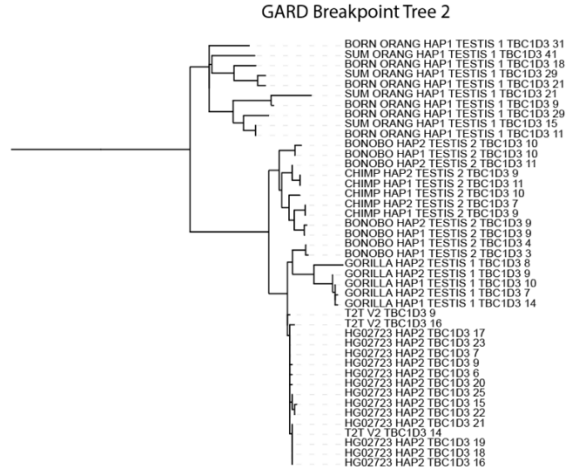 GARD Breakpoint Tree 2
BORN ORANG HAP1 TESTIS 1 TBC1D3 31
SUM ORANG HAP1 TESTIS 1 TBC1D3 41
BORN ORANG HAP2 TESTIS 1 TBC1D3 18
SUM ORANG HAP2 TESTIS 1 TBC1D3 29
BORN ORANG HAP1 TESTIS 1 TBC1D3 21
SUM ORANG HAP1 TESTIS 1 TBC1D3 21
BORN ORANG HAP1 TESTIS 1 TBC1D3 9
BORN ORANG HAP2 TESTIS 1 TBC1D3 29
SUM ORANG HAP1 TESTIS 1 TBC1D3 15
BORN ORANG HAP1 TESTIS 1 TBC1D3 11
BONOBO HAP2 TESTIS 2 TBC1D3 10
BONOBO HAP1 TESTIS 2 TBC1D3 10
BONOBO HAP2 TESTIS 2 TBC1D3 11
CHIMP HAP2 TESTIS 2 TBC1D3 9
CHIMP HAP1 TESTIS 2 TBC1D3 11
CHIMP HAP1 TESTIS 2 TBC1D3 10
CHIMP HAP2 TESTIS 2 TBC1D3 7
CHIMP HAP1 TESTIS 2 TBC1D3 9
BONOBO HAP2 TESTIS 2 TBC1D3 9
BONOBO HAP1 TESTIS 2 TBC1D3 9
BONOBO HAP2 TESTIS 2 TBC1D3 4
BONOBO HAP1 TESTIS 2 TBC1D3 3
GORILLA HAP2 TESTIS 1 TBC1D3 8
GORILLA HAP2 TESTIS 1 TBC1D3 9
GORILLA HAP1 TESTIS 1 TBC1D3 10
GORILLA HAP2 TESTIS 1 TBC1D3 7
GORILLA HAP1 TESTIS 1 TBC1D3 14
T2T V2 TBC1D3 9
T2T V2 TBC1D3 16
HG02723 HAP2 TBC1D3 17
HG02723 HAP2 TBC1D3 23
HG02723 HAP2 TBC1D3 7
HG02723 HAP2 TBC1D3 9
HG02723 HAP2 TBC1D3 6
HG02723 HAP2 TBC1D3 20
HG02723 HAP2 TBC1D3 25
HG02723 HAP2 TBC1D3 15
HG02723 HAP2 TBC1D3 22
HG02723 HAP2 TBC1D3 21
T2T V2 TBC1D3 14
HG02723 HAP2 TBC1D3 19
HG02723 HAP2 TBC1D3 18
HG02723 HAP2 TBC1D3 16